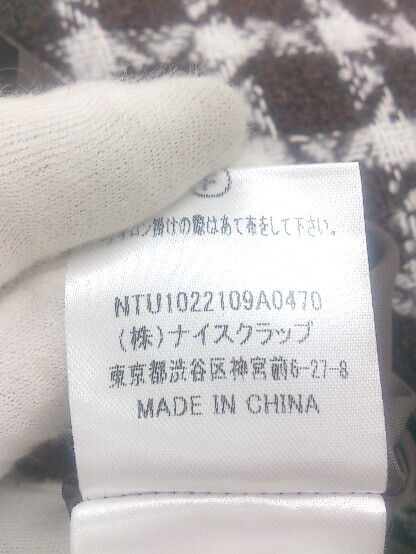 ロン掛けの際はあて布をして下さい。
NTU1022109A0470
(株)ナイスクラップ
東京都渋谷区神宮前6-27-8
MADE IN CHINA